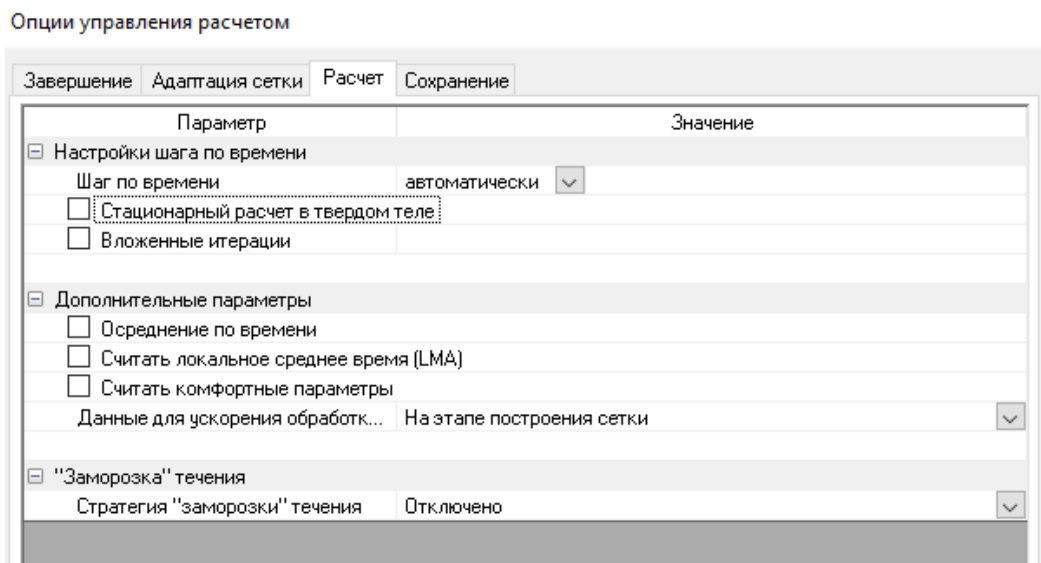 Опции управления расчетом
Завершение Адаптация сетки Расчет Сохранение
Параметр Значение
Настройки шага по времени
Шаг по времени автоматически
Стационарный расчет в твердом теле
Вложенные итерации
Дополнительные параметры
Осреднение по времени
Считать локальное среднее время (LMA)
Считать комфортные параметры
Данные для ускорения обработк... На этапе построения сетки
"Заморозка" течения
Стратегия "заморозки" течения Отключено